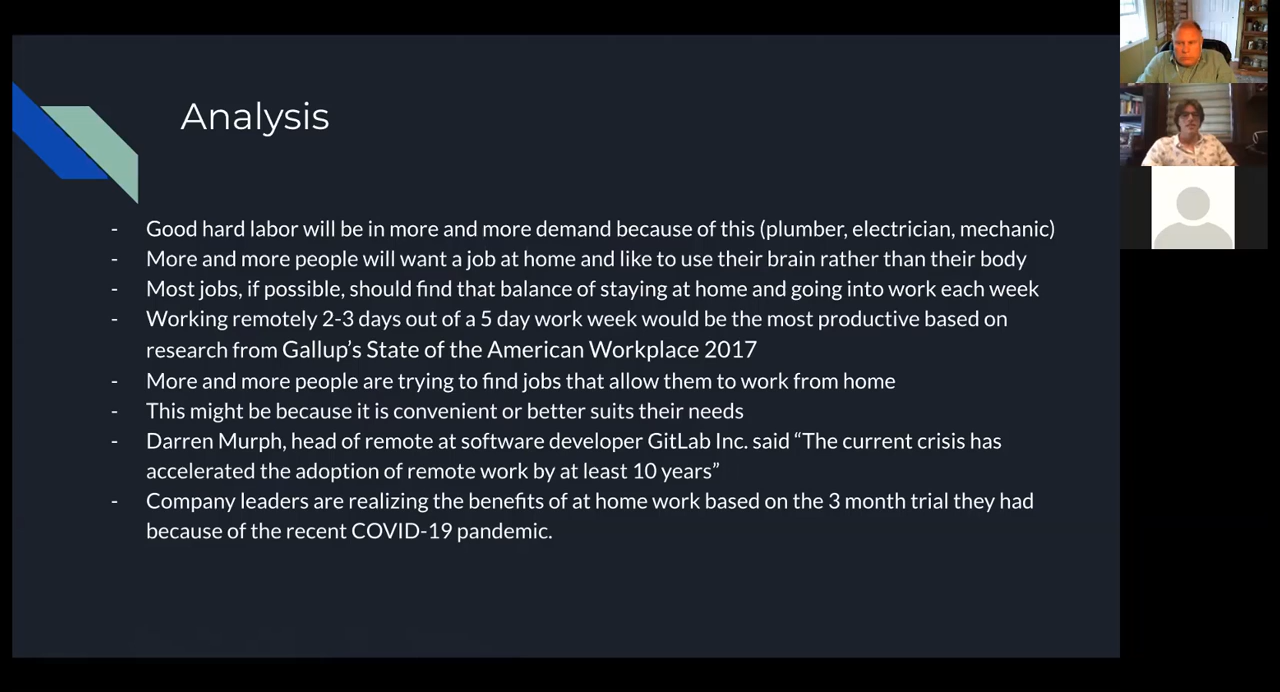 Analysis
- Good hard labor will be in more and more demand because of this (plumber, electrician, mechanic)
- More and more people will want a job at home and like to use their brain rather than their body
- Most jobs, if possible, should find that balance of staying at home and going into work each week
- Working remotely 2-3 days out of a 5 day work week would be the most productive based on
research from Gallup’s State of the American Workplace 2017
- More and more people are trying to find jobs that allow them to work from home
- This might be because it is convenient or better suits their needs
- Darren Murph, head of remote at software developer GitLab Inc. said “The current crisis has
accelerated the adoption of remote work by at least 10 years”
- Company leaders are realizing the benefits of at home work based on the 3 month trial they had
because of the recent COVID-19 pandemic.